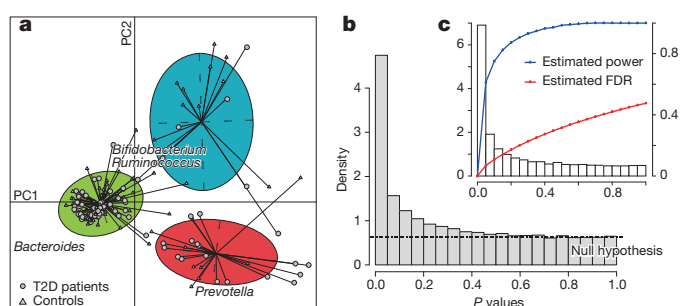 a
PC2
Bifidobacterium
Ruminococcus
PC1
Bacteroides
T2D patients
Controls
Prevotella
b
Density
4
3
2
1
0
0.0 0.2 0.4 0.6 0.8 1.0
P values
Null hypothesis
c
6
4
2
0
0.0 0.4 0.8
0.8
0.4
0
Estimated power
Estimated FDR